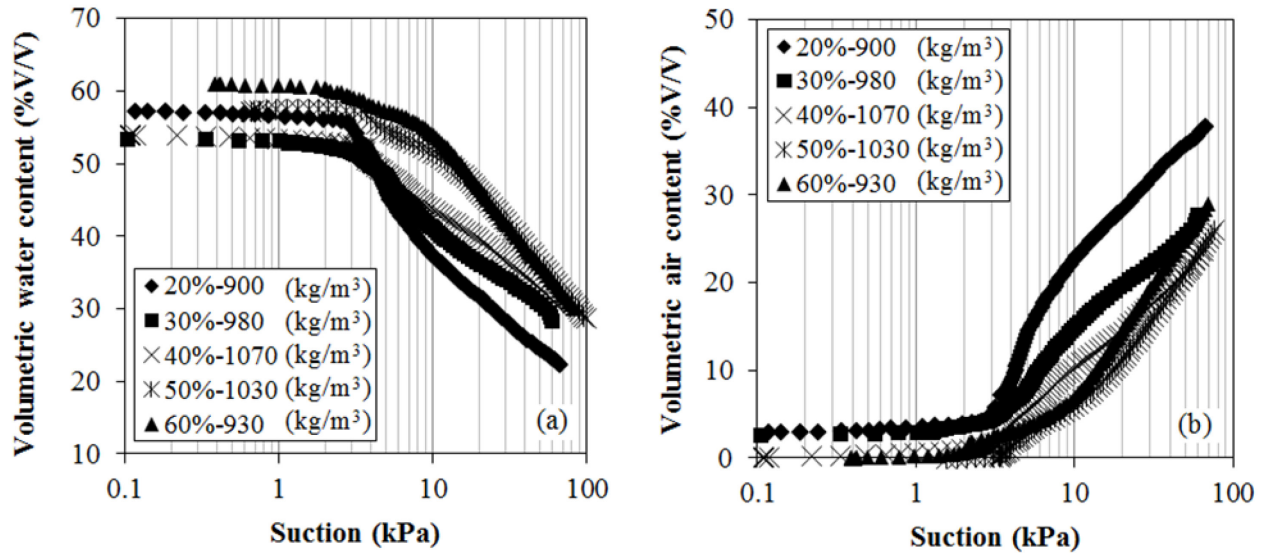 Volumetric water content (%V/V)
70
60
50
40
30
20
10
20%-900 (kg/m³)
30%-980 (kg/m³)
40%-1070 (kg/m³)
50%-1030 (kg/m³)
60%-930 (kg/m³)
(a)
0.1 1 10 100
Suction (kPa)
Volumetric air content (%V/V)
50
40
30
20
10
0
20%-900 (kg/m³)
30%-980 (kg/m³)
40%-1070 (kg/m³)
50%-1030 (kg/m³)
60%-930 (kg/m³)
(b)
0.1 1 10 100
Suction (kPa)